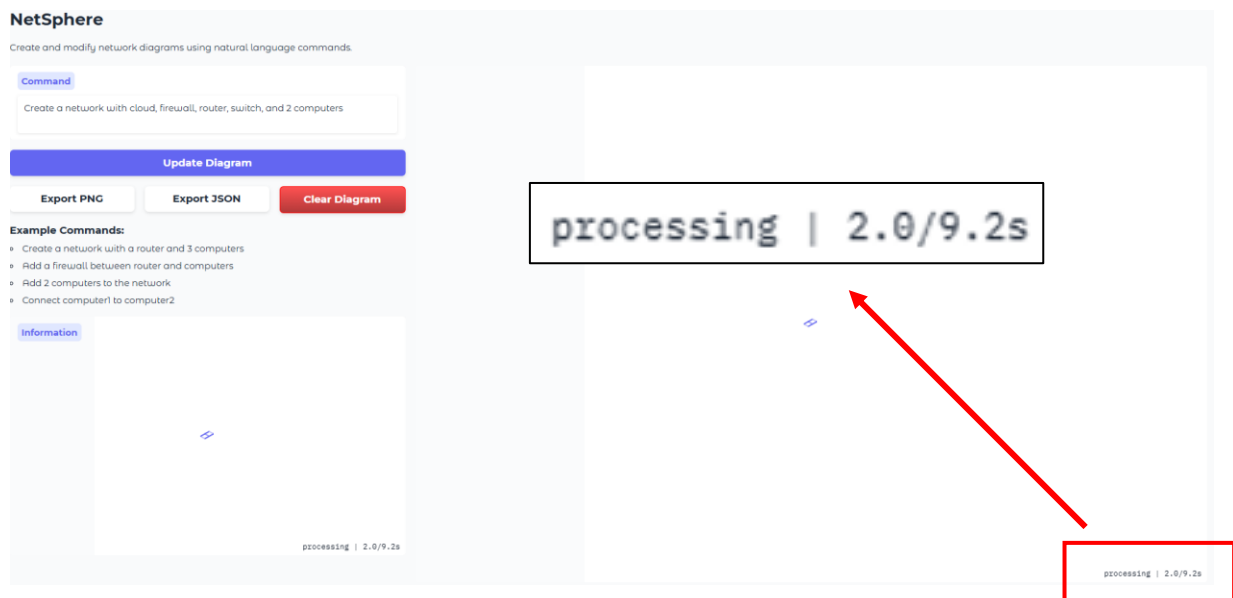 NetSphere
Create and modify network diagrams using natural language commands.
Command
Create a network with cloud, firewall, router, switch, and 2 computers
Update Diagram
Export PNG
Export JSON
Clear Diagram
Example Commands:
Create a network with a router and 3 computers
Add a firewall between router and computers
Add 2 computers to the network
Connect computer1 to computer2
Information
processing | 2.0/9.2s
processing | 2.0/9.2s
processing | 2.0/9.2s